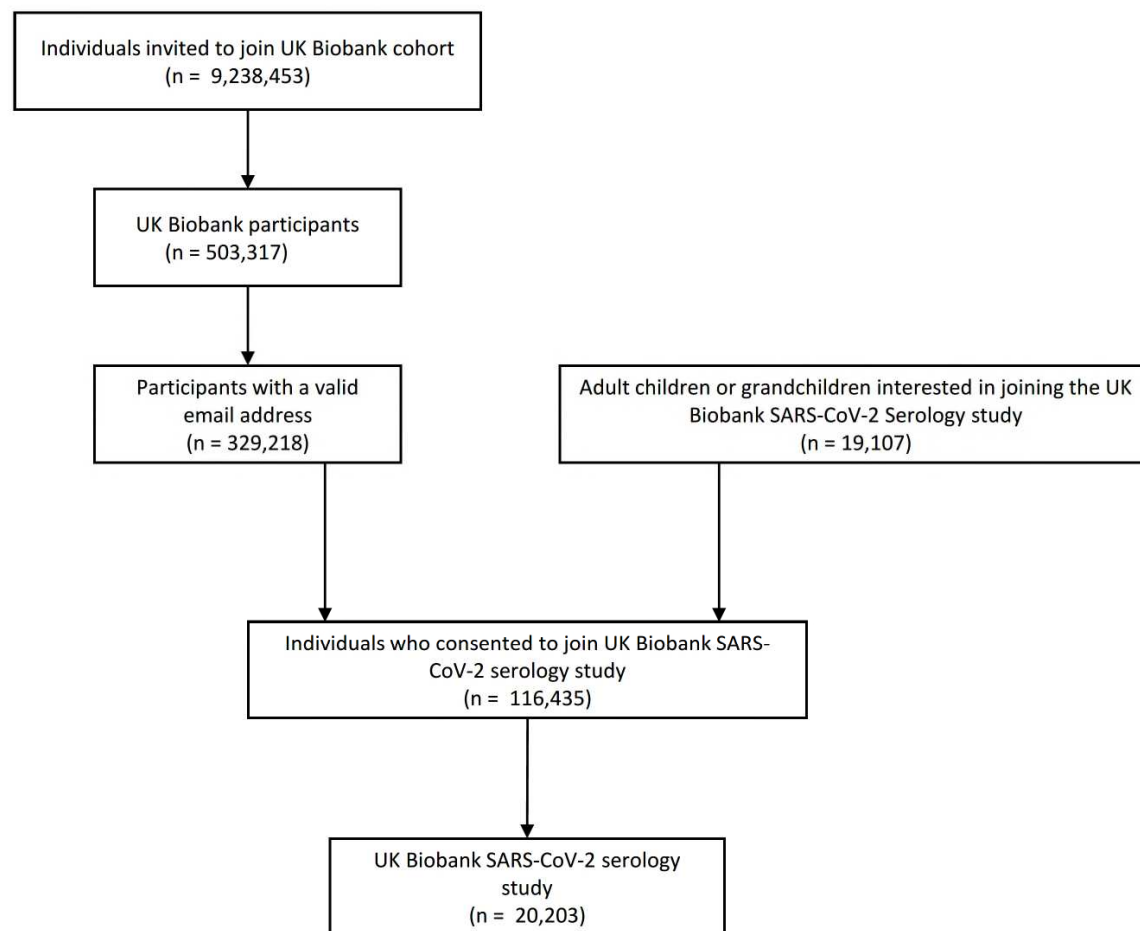 Individuals invited to join UK Biobank cohort
(n = 9,238,453)
UK Biobank participants
(n = 503,317)
Participants with a valid
email address
(n = 329,218)
Adult children or grandchildren interested in joining the UK
Biobank SARS-CoV-2 Serology study
(n = 19,107)
Individuals who consented to join UK Biobank SARS-
CoV-2 serology study
(n = 116,435)
UK Biobank SARS-CoV-2 serology
study
(n = 20,203)